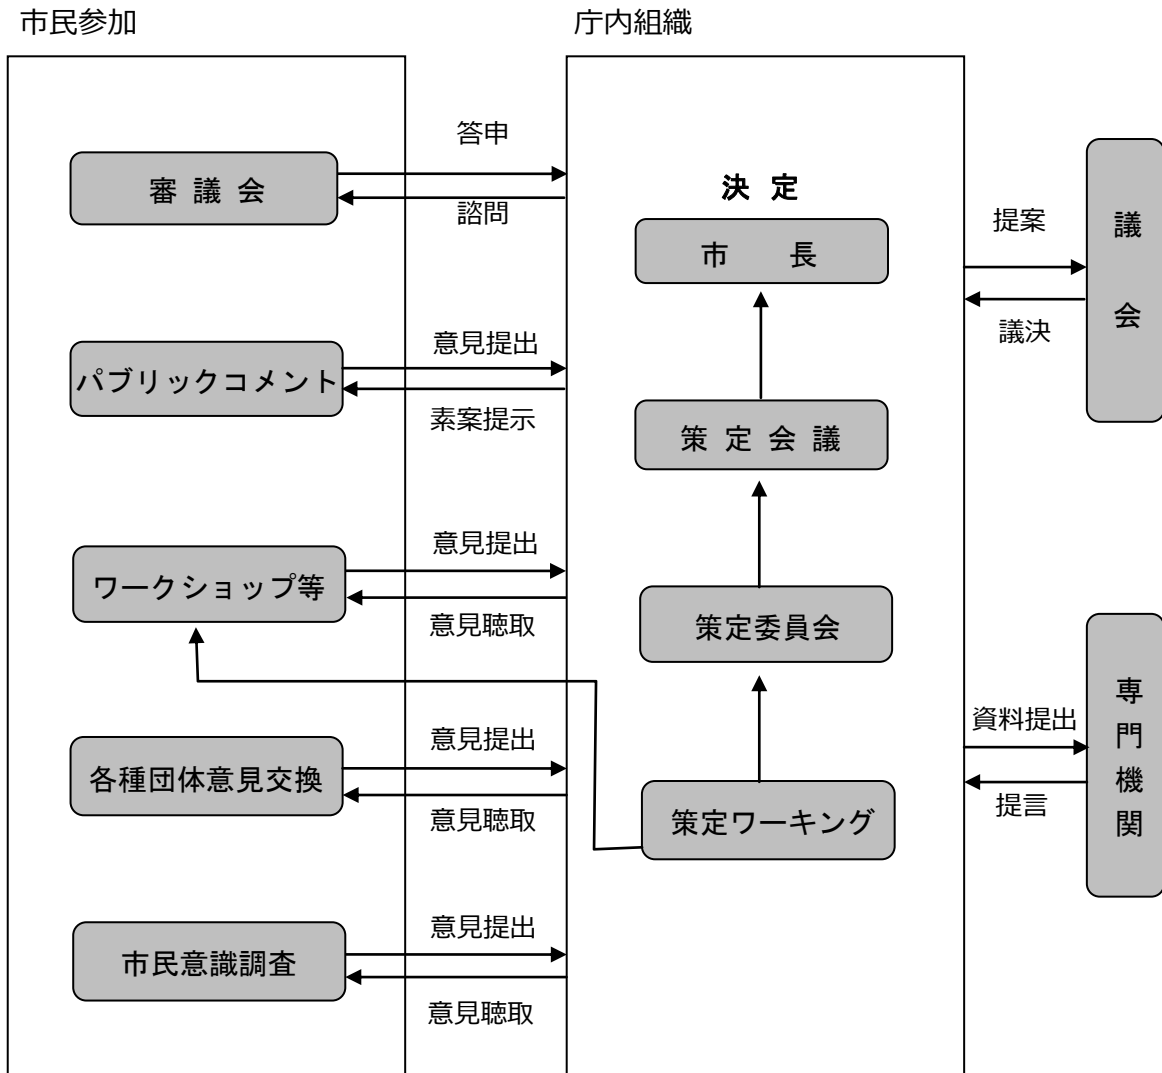 市民参加
庁内組織
答申
審議会
諮問
決定
市長
提案
議会
議決
意見提出
パブリックコメント
素案提示
策定会議
意見提出
ワークショップ等
意見聴取
策定委員会
意見提出
各種団体意見交換
意見聴取
策定ワーキング
資料提出
専門機関
提言
意見提出
市民意識調査
意見聴取